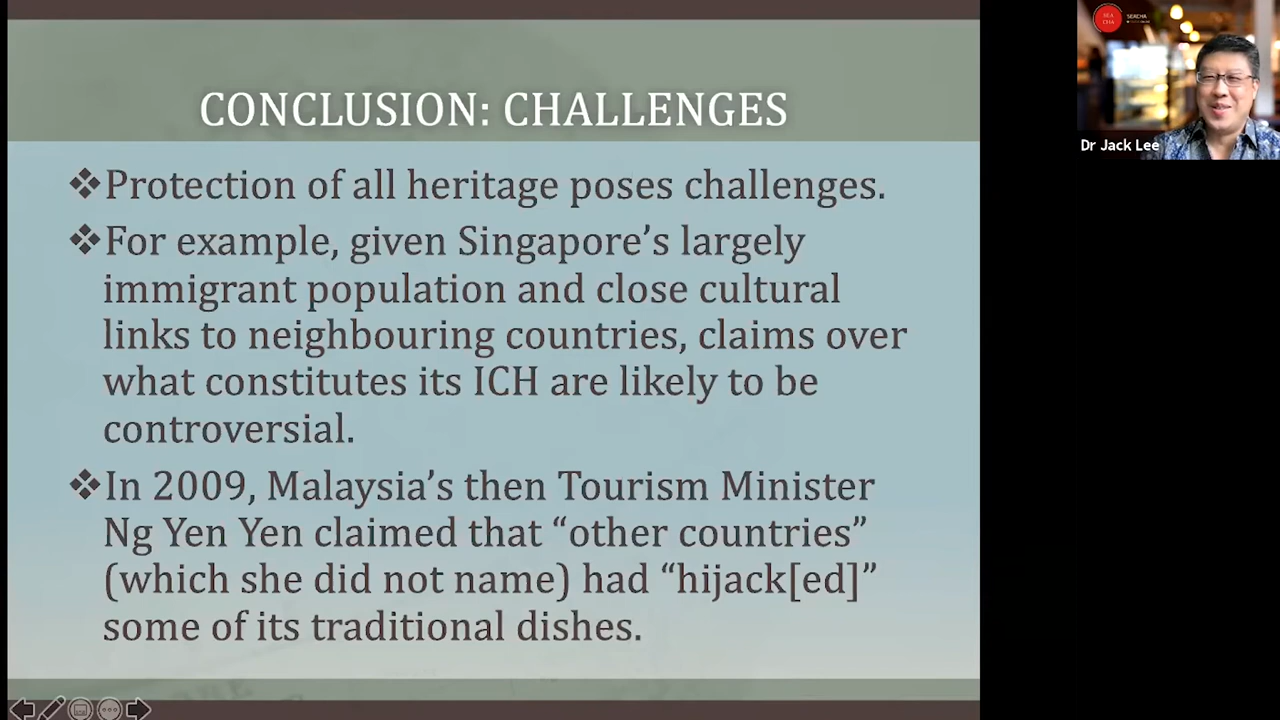 CONCLUSION: CHALLENGES
❖Protection of all heritage poses challenges.
❖For example, given Singapore's largely
immigrant population and close cultural
links to neighbouring countries, claims over
what constitutes its ICH are likely to be
controversial.
❖In 2009, Malaysia's then Tourism Minister
Ng Yen Yen claimed that “other countries”
(which she did not name) had “hijack[ed]”
some of its traditional dishes.
SEA
CHA
SEACHA
Dr Jack Lee